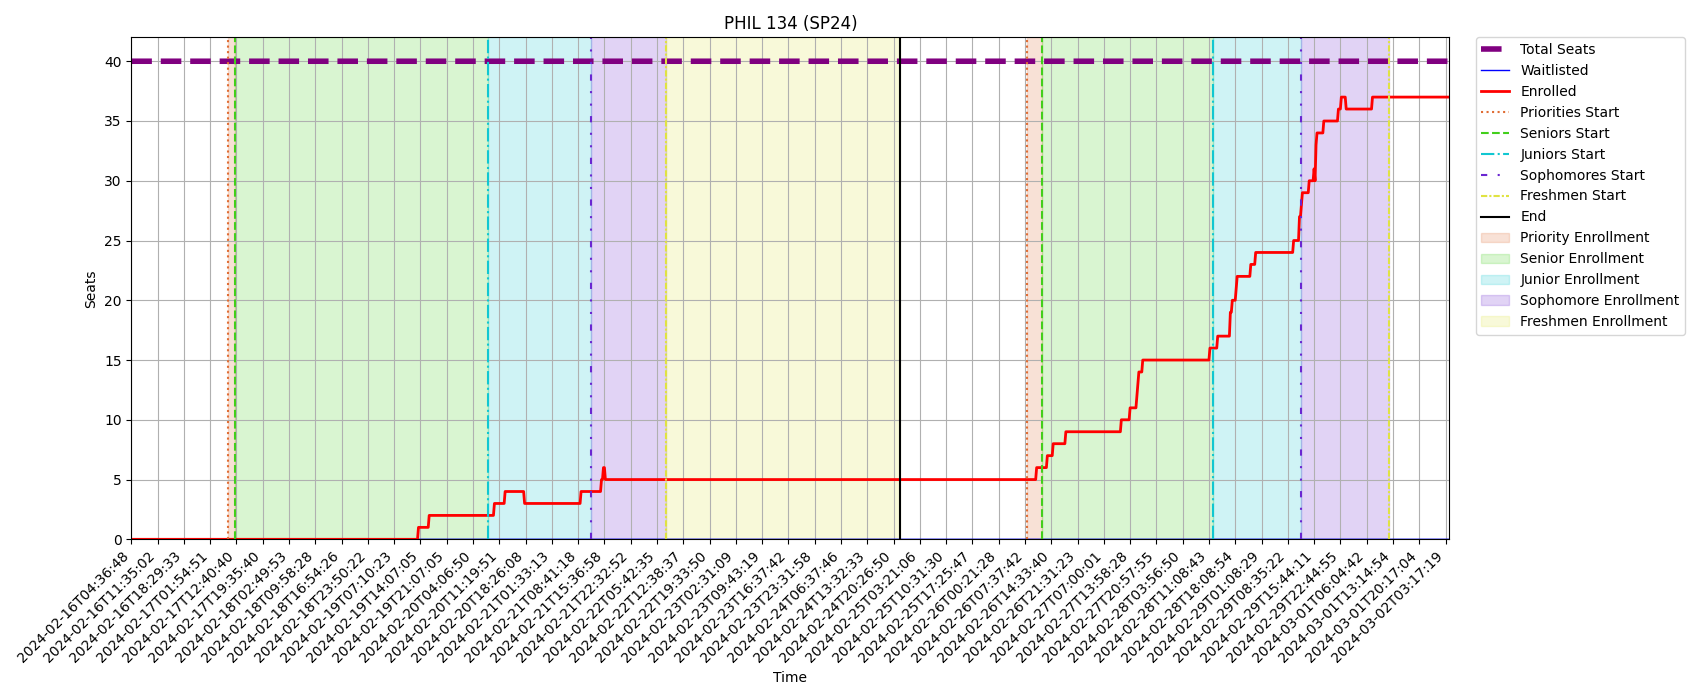 PHIL 134 (SP24)
Seats
40
35
30
25
20
15
10
5
0
2024-02-16T04:36:48
2024-02-16T11:35:02
2024-02-16T18:29:33
2024-02-17T01:54:51
2024-02-17T12:40:40
2024-02-17T19:35:40
2024-02-18T02:49:53
2024-02-18T09:58:28
2024-02-18T16:54:26
2024-02-18T23:50:22
2024-02-19T07:10:23
2024-02-19T14:07:05
2024-02-19T21:07:05
2024-02-20T04:06:50
2024-02-20T11:19:51
2024-02-20T18:26:08
2024-02-21T01:33:13
2024-02-21T08:41:18
2024-02-21T15:36:58
2024-02-21T22:32:52
2024-02-22T05:42:35
2024-02-22T12:38:37
2024-02-22T19:33:50
2024-02-23T02:31:09
2024-02-23T09:43:19
2024-02-23T16:37:42
2024-02-23T23:31:58
2024-02-24T06:37:46
2024-02-24T13:32:33
2024-02-24T20:26:50
2024-02-25T03:21:06
2024-02-25T10:31:30
2024-02-25T17:25:47
2024-02-26T00:21:28
2024-02-26T07:37:42
2024-02-26T14:33:40
2024-02-26T21:31:23
2024-02-27T07:00:01
2024-02-27T13:58:28
2024-02-27T20:57:55
2024-02-28T03:56:50
2024-02-28T11:08:43
2024-02-28T18:08:54
2024-02-29T01:08:29
2024-02-29T08:35:22
2024-02-29T15:44:11
2024-02-29T22:44:55
2024-03-01T06:04:42
2024-03-01T13:14:54
2024-03-01T20:17:04
2024-03-02T03:17:19
Time
Total Seats
Waitlisted
Enrolled
Priorities Start
Seniors Start
Juniors Start
Sophomores Start
Freshmen Start
End
Priority Enrollment
Senior Enrollment
Junior Enrollment
Sophomore Enrollment
Freshmen Enrollment